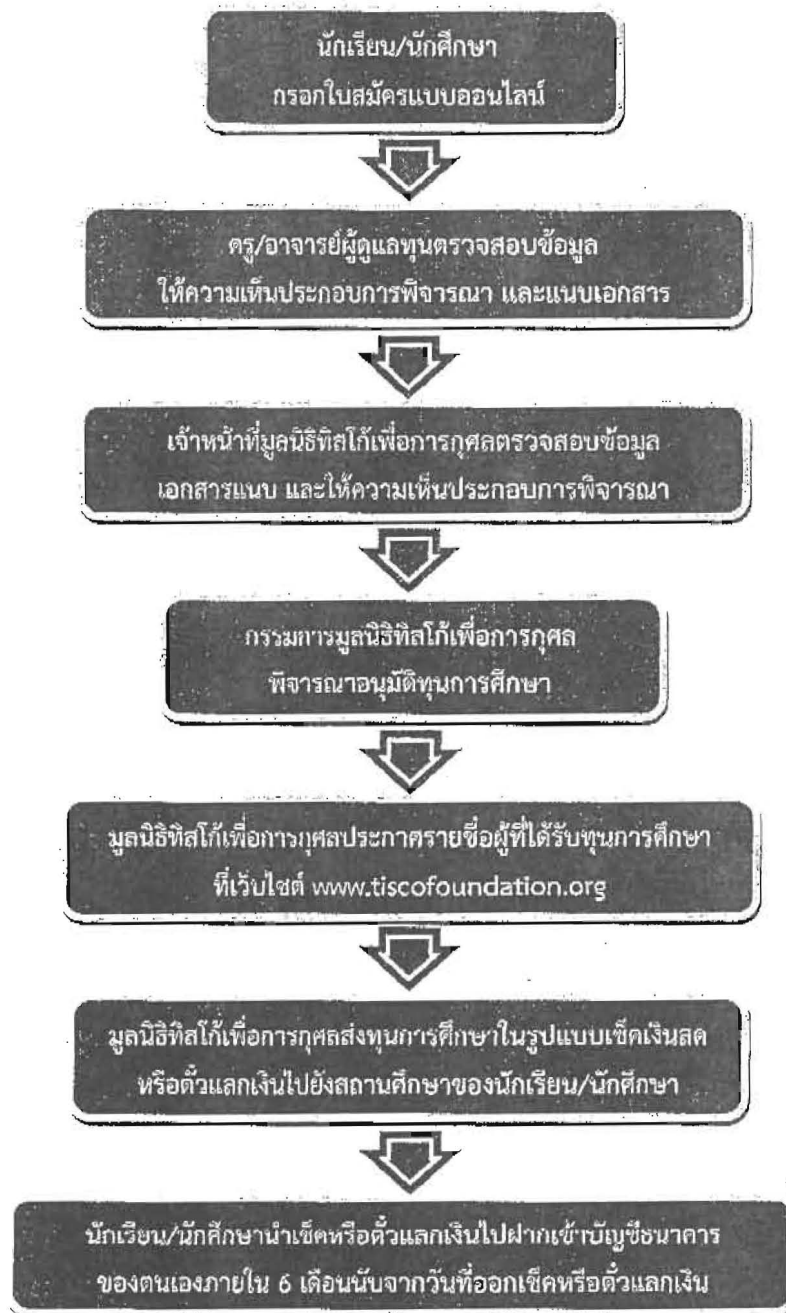 นักเรียน/นักศึกษา
กรอกใบสมัครแบบออนไลน์
ครู/อาจารย์ผู้ดูแลทุนตรวจสอบข้อมูล
ให้ความเห็นประกอบการพิจารณา และแนบเอกสาร
เจ้าหน้าที่มูลนิธิทิสโก้เพื่อการกุศลตรวจสอบข้อมูล
เอกสารแนบ และให้ความเห็นประกอบการพิจารณา
กรรมการมูลนิธิทิสโก้เพื่อการกุศล
พิจารณาอนุมัติทุนการศึกษา
มูลนิธิทิสโก้เพื่อการกุศลประกาศรายชื่อผู้ที่ได้รับทุนการศึกษา
ที่เว็บไซต์ www.tiscofoundation.org
มูลนิธิทิสโก้เพื่อการกุศลส่งทุนการศึกษาในรูปแบบเช็คเงินสด
หรือตั๋วแลกเงินไปยังสถานศึกษาของนักเรียน/นักศึกษา
นักเรียน/นักศึกษานำเช็คหรือตั๋วแลกเงินไปฝากเข้าบัญชีธนาคาร
ของตนเองภายใน 6 เดือนนับจากวันที่ออกเช็คหรือตั๋วแลกเงิน